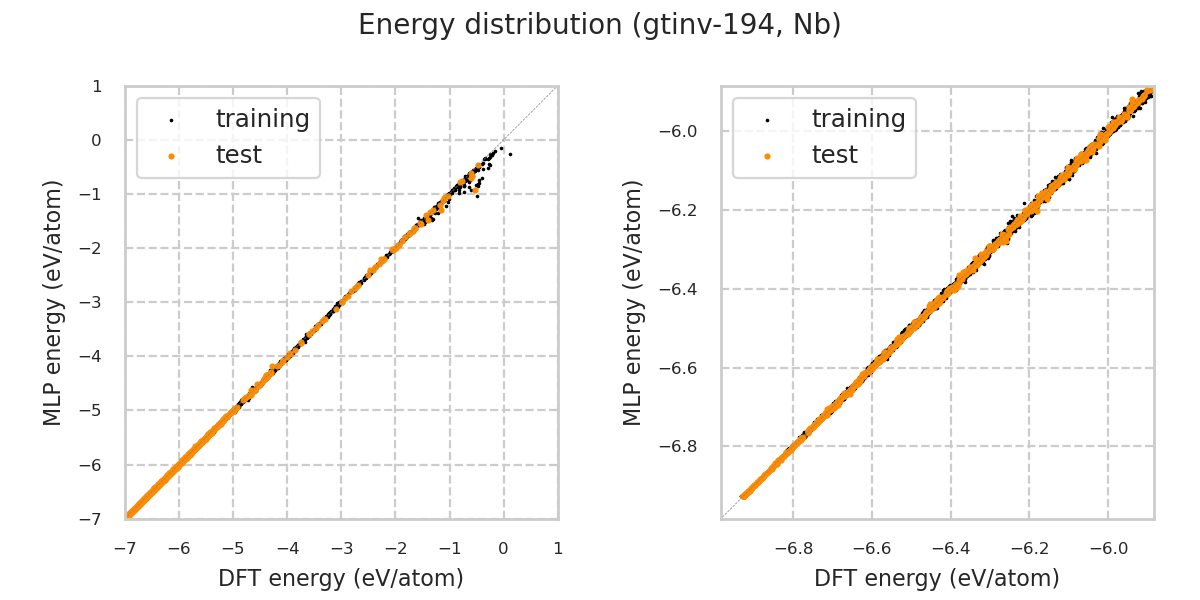 Energy distribution (gtinv-194, Nb)
training
test
1
0
−1
−2
−3
−4
−5
−6
−7
−7 −6 −5 −4 −3 −2 −1 0 1
MLP energy (eV/atom)
DFT energy (eV/atom)
training
test
−6.0
−6.2
−6.4
−6.6
−6.8
−6.8 −6.6 −6.4 −6.2 −6.0
MLP energy (eV/atom)
DFT energy (eV/atom)